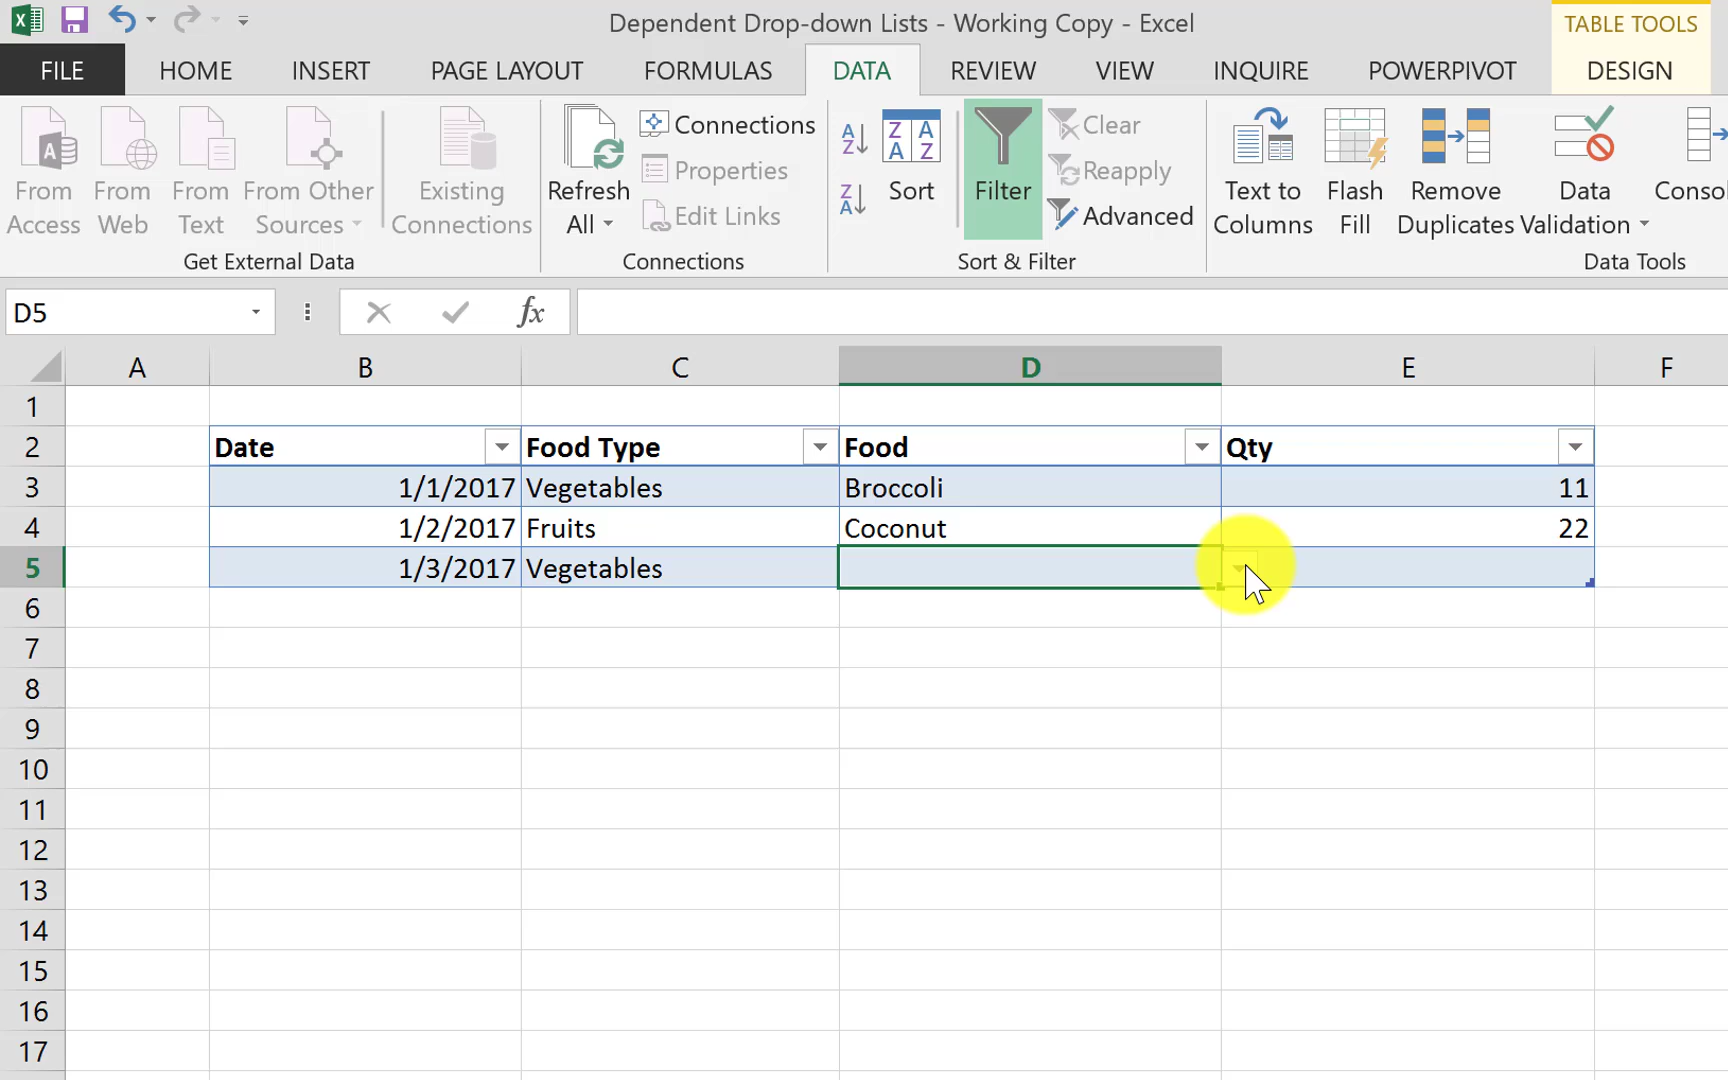 Dependent Drop-down Lists - Working Copy - Excel
TABLE TOOLS
FILE HOME INSERT PAGE LAYOUT FORMULAS DATA REVIEW VIEW INQUIRE POWERPIVOT DESIGN
From Access
From Web
From Text
From Other Sources
Existing Connections
Get External Data
Refresh All
Connections
Properties
Edit Links
Connections
Sort
Filter
Clear
Reapply
Advanced
Sort & Filter
Text to Columns
Flash Fill
Remove Duplicates
Data Validation
Consol
Data Tools
D5
fx
A B C D E F
1
2 Date Food Type Food Qty
3 1/1/2017 Vegetables Broccoli 11
4 1/2/2017 Fruits Coconut 22
5 1/3/2017 Vegetables
6
7
8
9
10
11
12
13
14
15
16
17